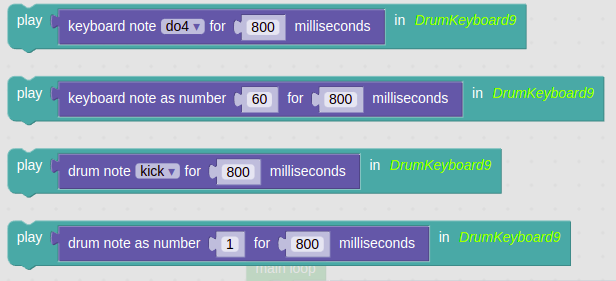 play keyboard note do4 ▾ for 800 milliseconds in DrumKeyboard9
play keyboard note as number 60 for 800 milliseconds in DrumKeyboard9
play drum note kick ▾ for 800 milliseconds in DrumKeyboard9
play drum note as number 1 for 800 milliseconds in DrumKeyboard9
main loop